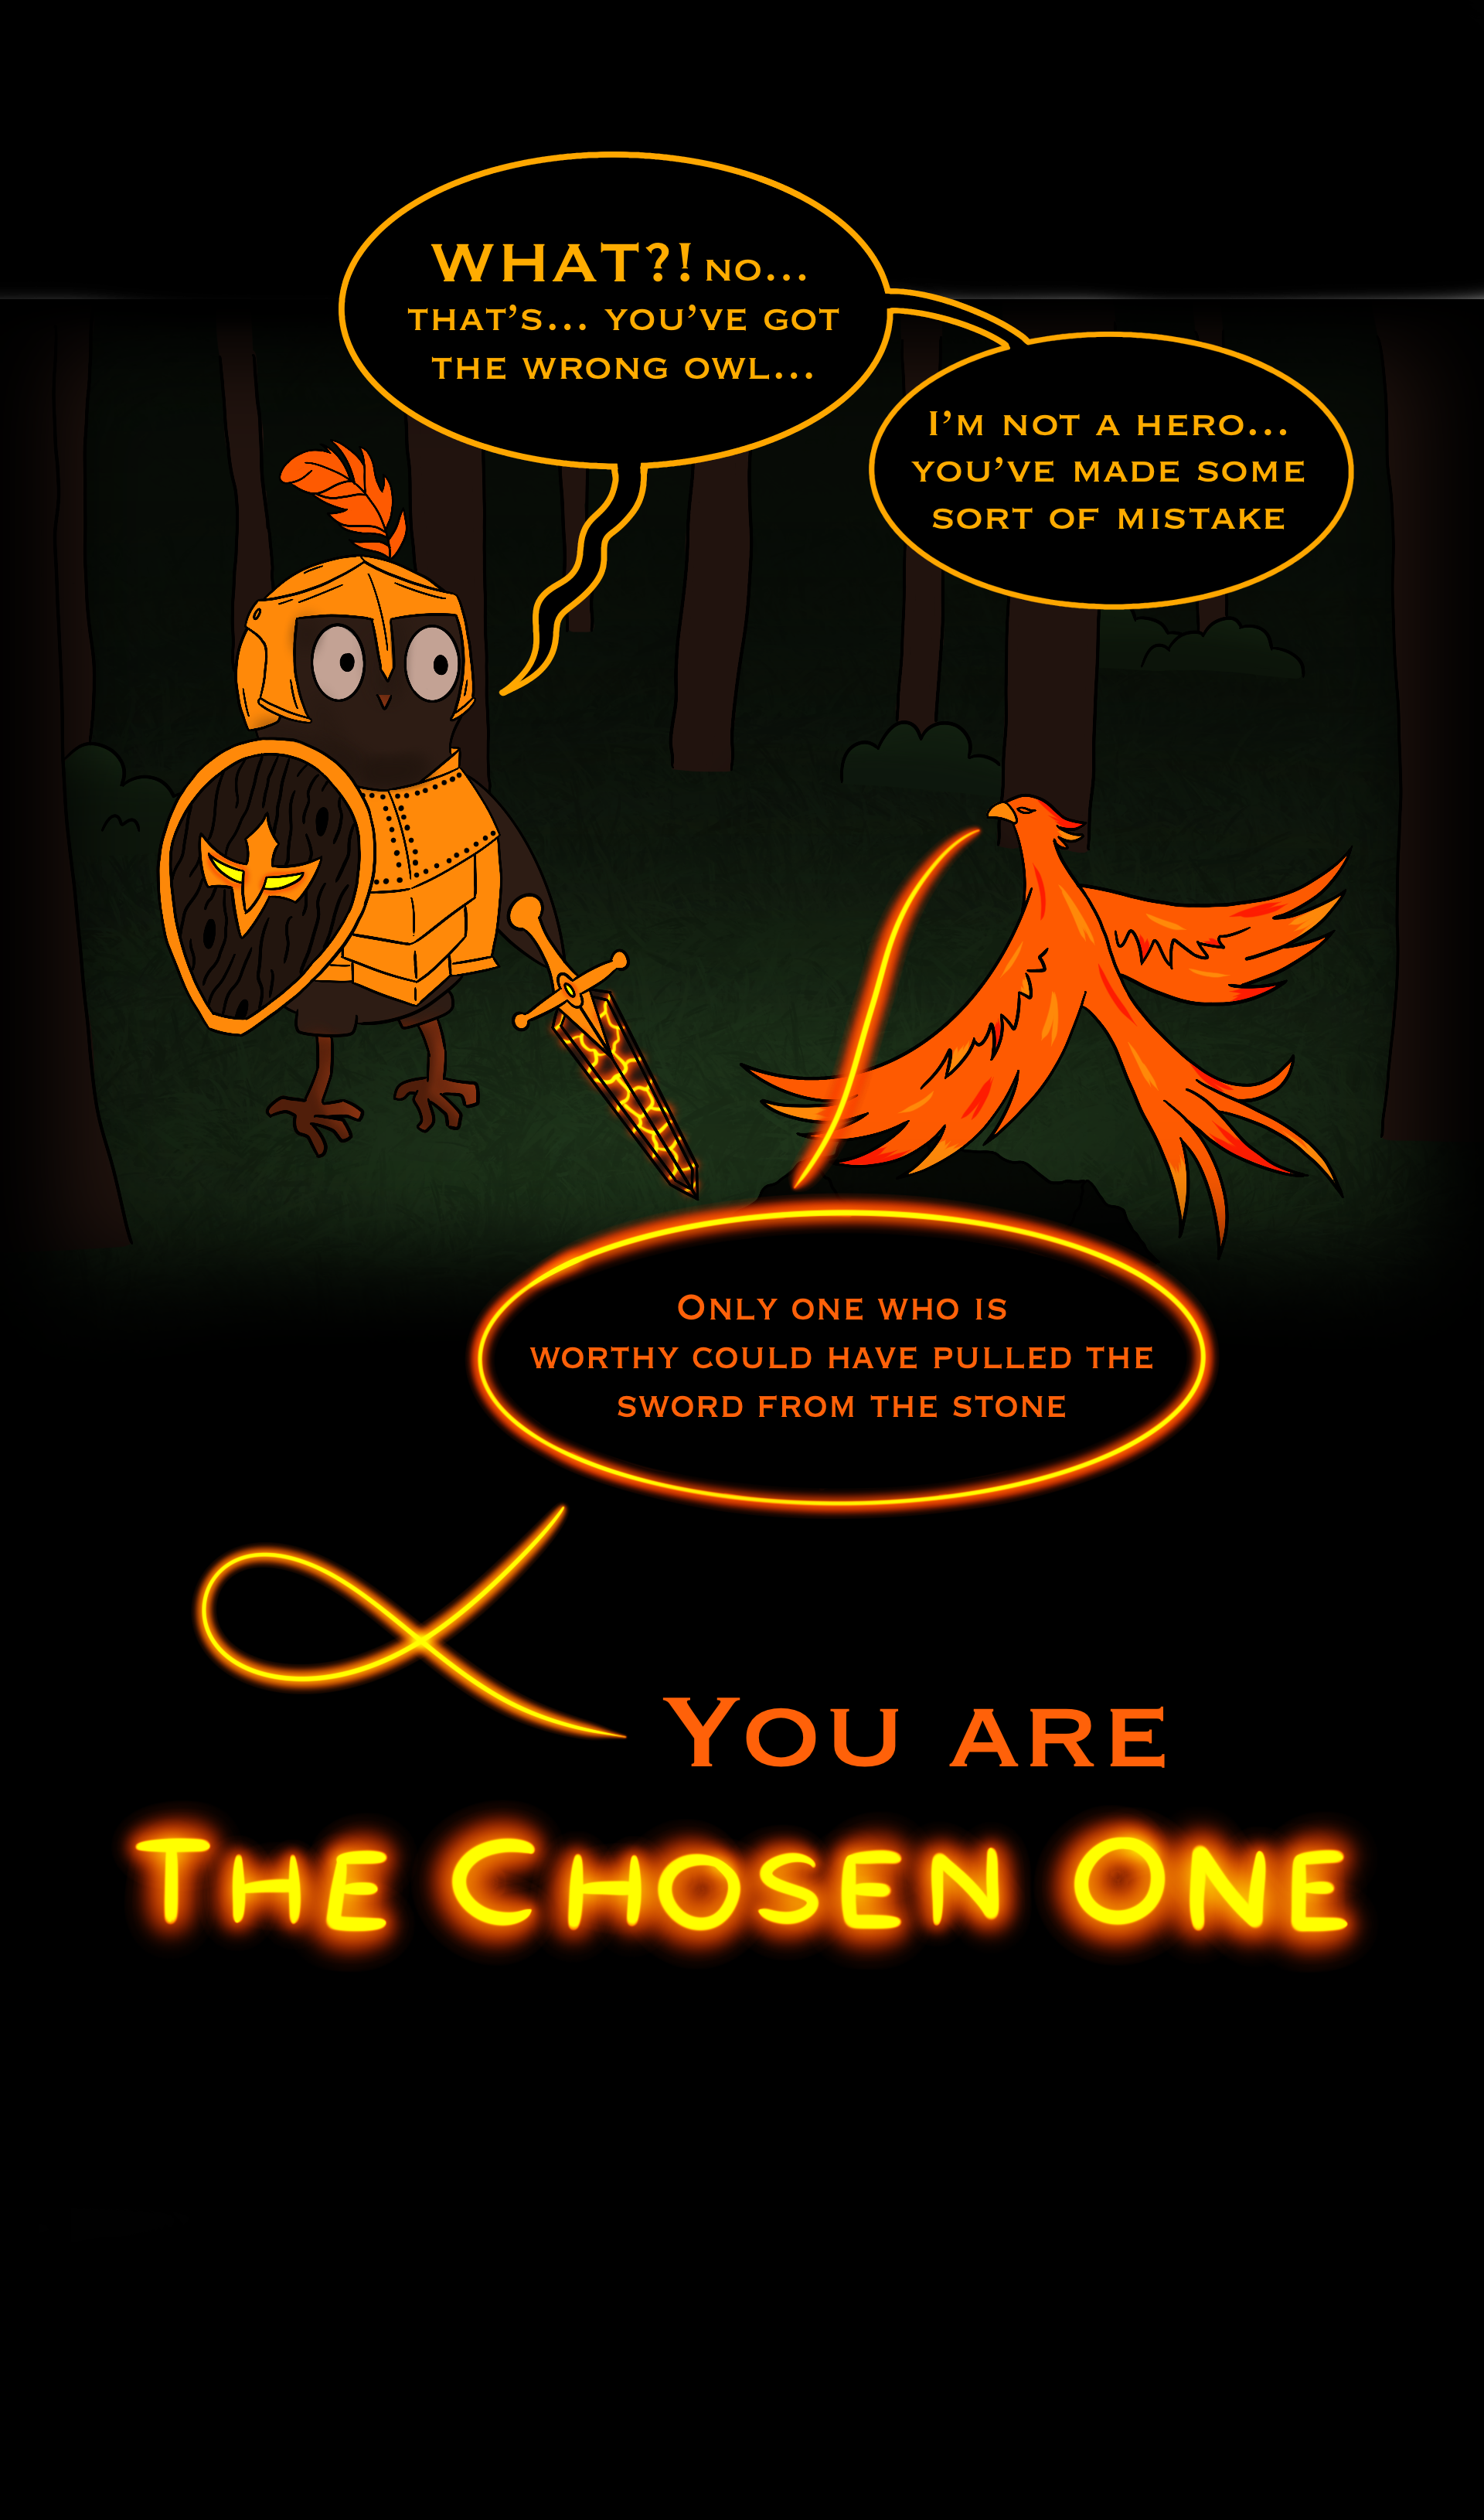 WHAT?! NO...
THAT'S... YOU'VE GOT
THE WRONG OWL...
I'M NOT A HERO...
YOU'VE MADE SOME
SORT OF MISTAKE
ONLY ONE WHO IS
WORTHY COULD HAVE PULLED THE
SWORD FROM THE STONE
YOU ARE
THE CHOSEN ONE